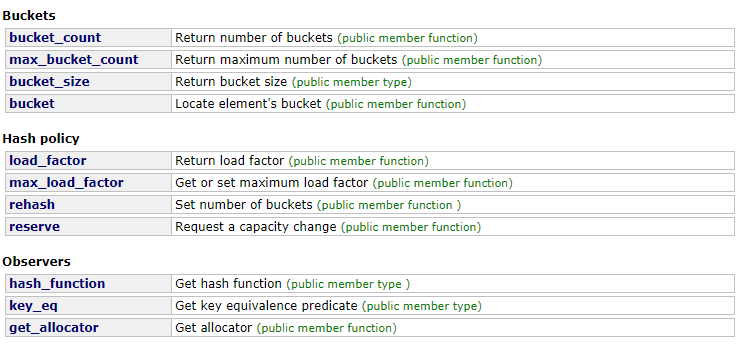 Buckets
bucket_count Return number of buckets (public member function)
max_bucket_count Return maximum number of buckets (public member function)
bucket_size Return bucket size (public member type)
bucket Locate element's bucket (public member function)
Hash policy
load_factor Return load factor (public member function)
max_load_factor Get or set maximum load factor (public member function)
rehash Set number of buckets (public member function )
reserve Request a capacity change (public member function)
Observers
hash_function Get hash function (public member type )
key_eq Get key equivalence predicate (public member type)
get_allocator Get allocator (public member function)